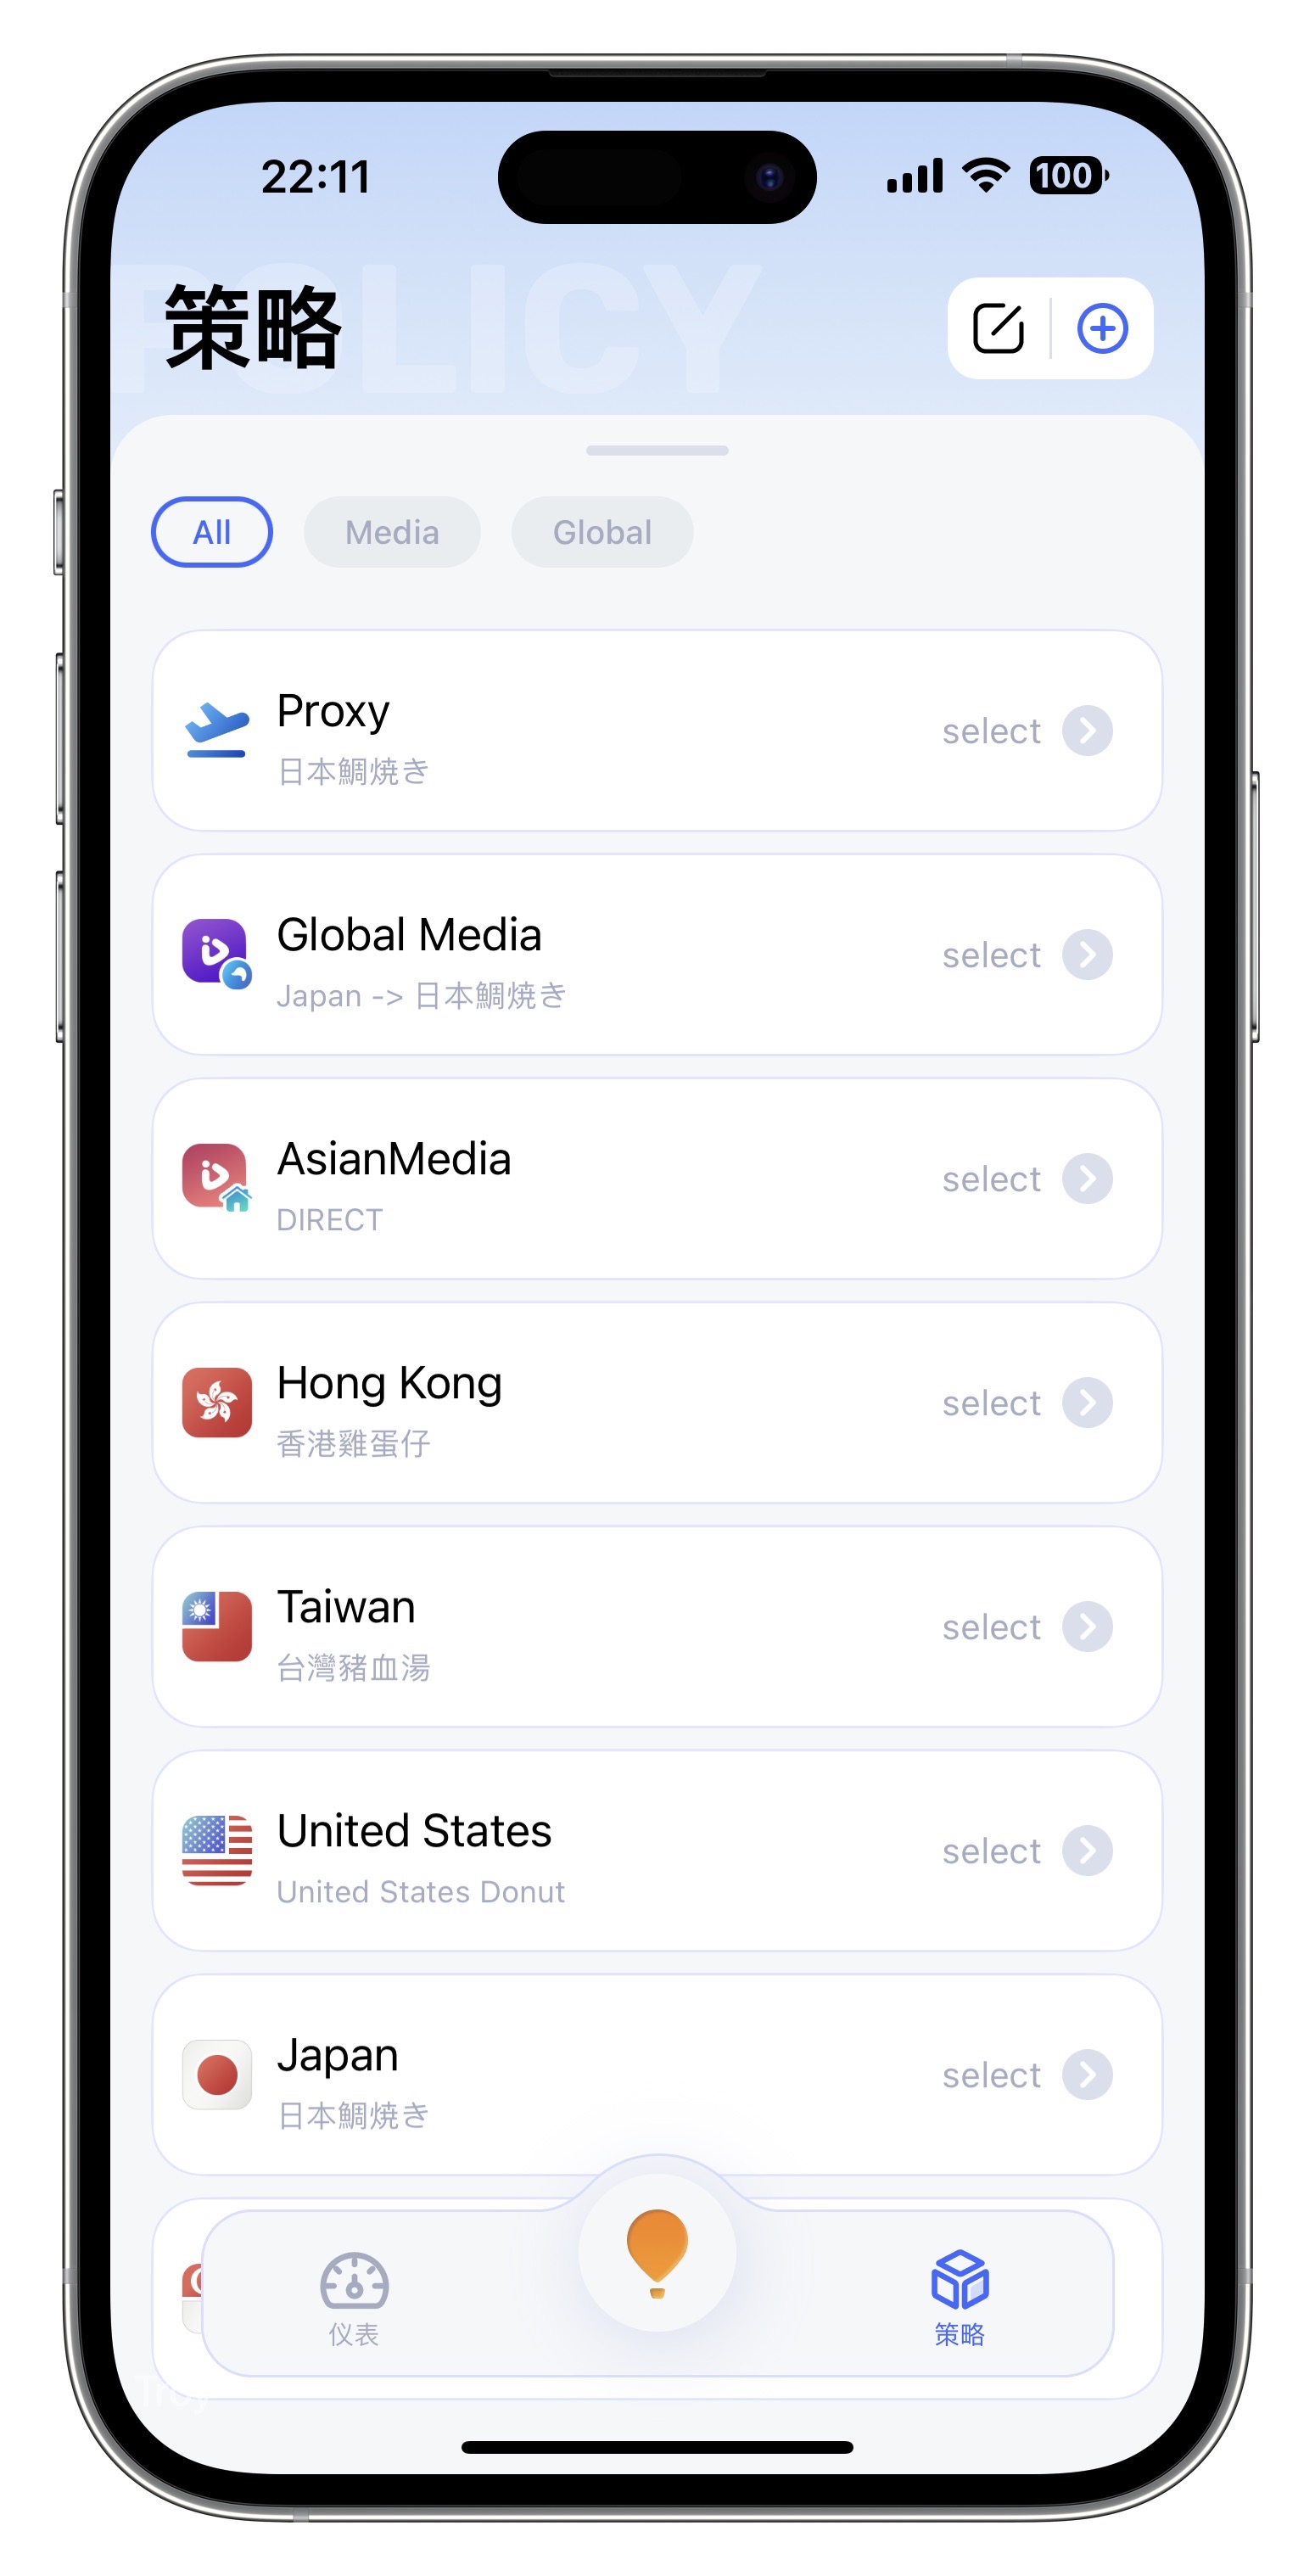 22:11
100
POLICY
策略
All
Media
Global
Proxy
日本鯛焼き
select
Global Media
Japan -> 日本鯛焼き
select
AsianMedia
DIRECT
select
Hong Kong
香港雞蛋仔
select
Taiwan
台灣豬血湯
select
United States
United States Donut
select
Japan
日本鯛焼き
select
仪表
策略
Troy